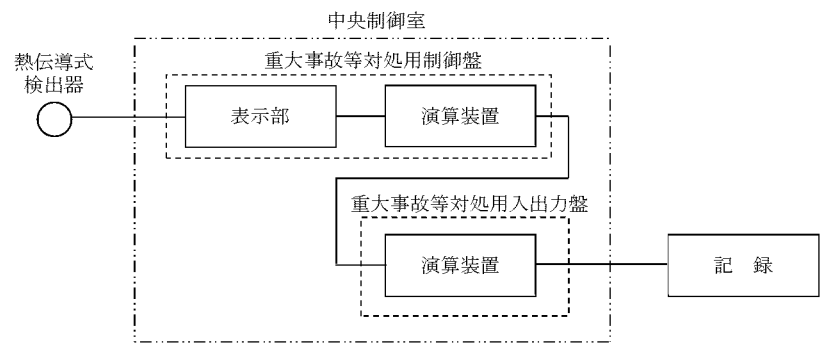 中央制御室
熱伝導式
検出器
重大事故等対処用制御盤
表示部
演算装置
重大事故等対処用入出力盤
演算装置
記　録